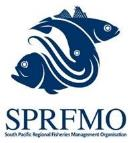 SPRFMO
South Pacific Regional Fisheries Management Organisation